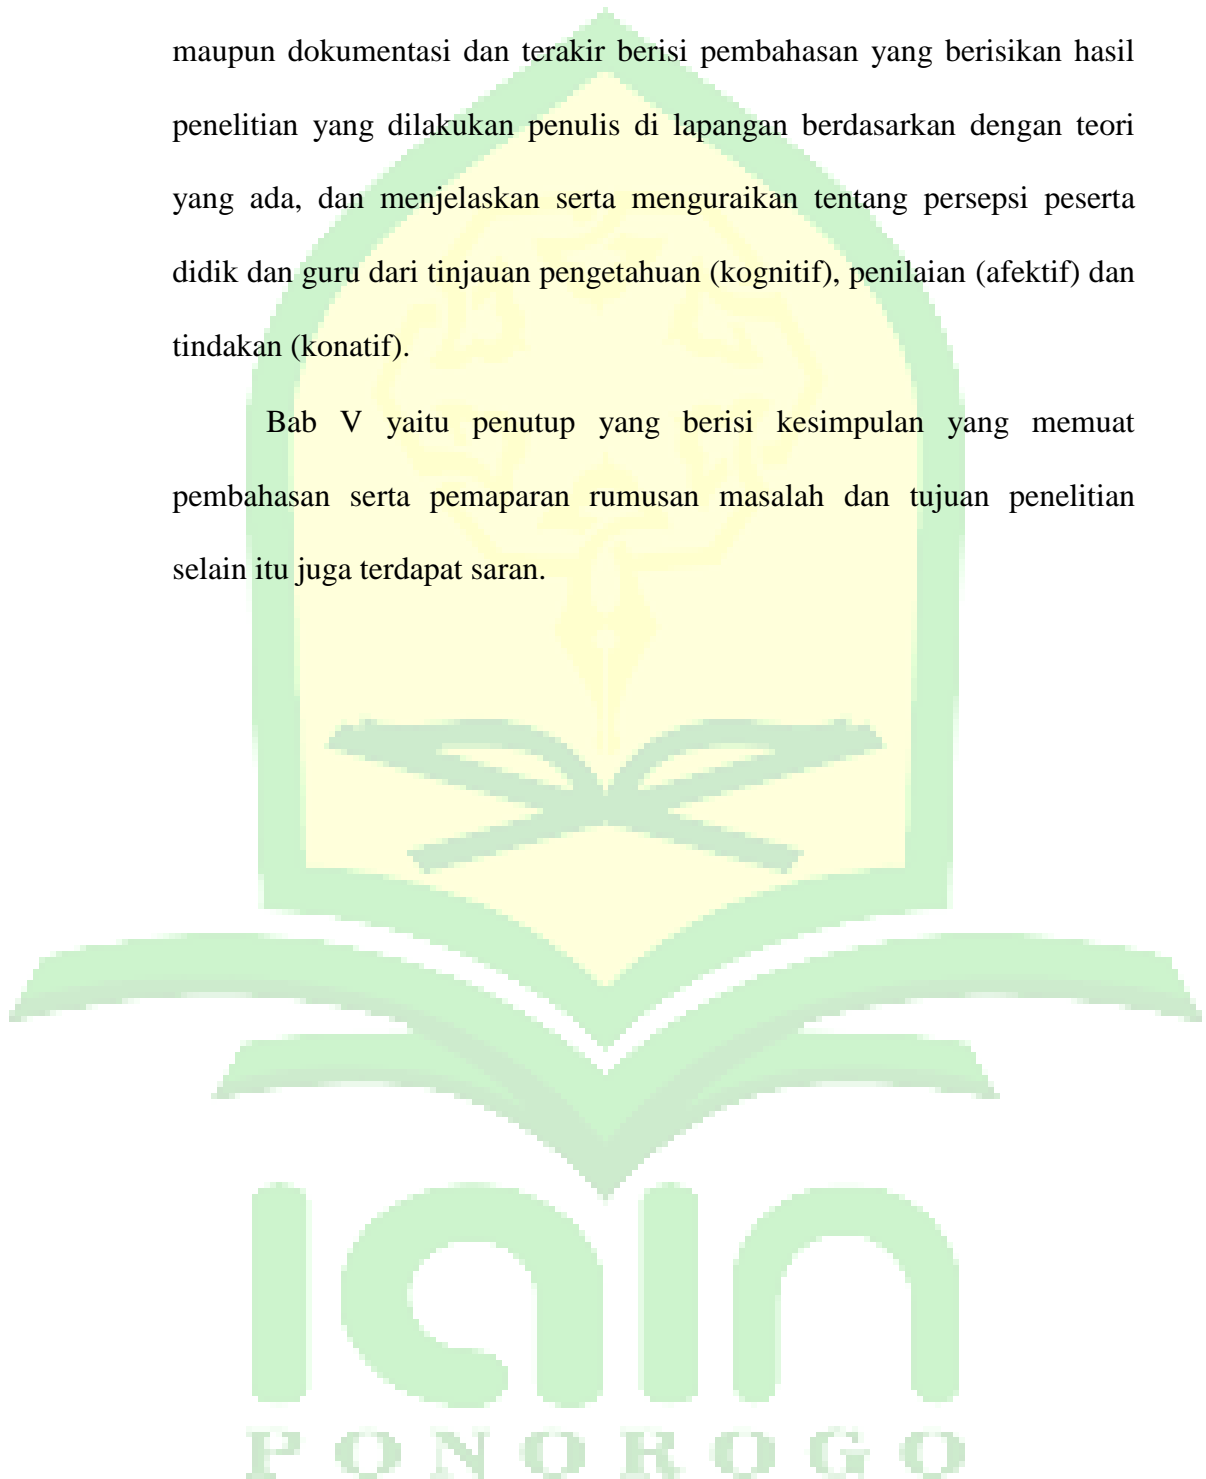 maupun dokumentasi dan terakir berisi pembahasan yang berisikan hasil
penelitian yang dilakukan penulis di lapangan berdasarkan dengan teori
yang ada, dan menjelaskan serta menguraikan tentang persepsi peserta
didik dan guru dari tinjauan pengetahuan (kognitif), penilaian (afektif) dan
tindakan (konatif).
Bab V yaitu penutup yang berisi kesimpulan yang memuat
pembahasan serta pemaparan rumusan masalah dan tujuan penelitian
selain itu juga terdapat saran.
iain
PONOROGO